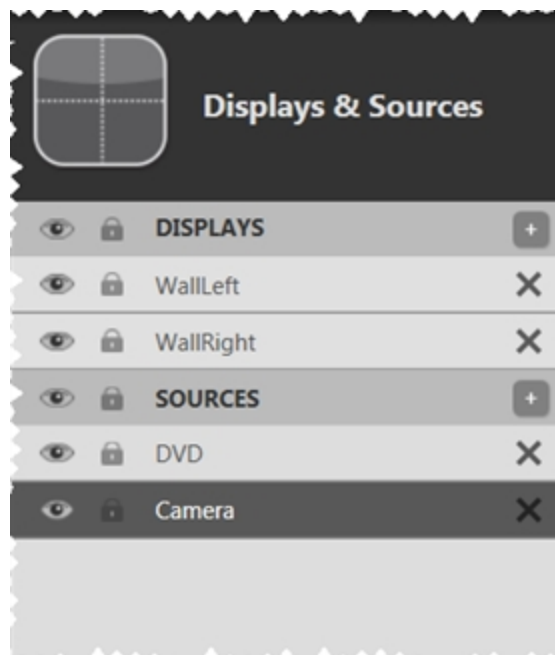 Displays & Sources
DISPLAYS +
WallLeft
WallRight
SOURCES +
DVD
Camera